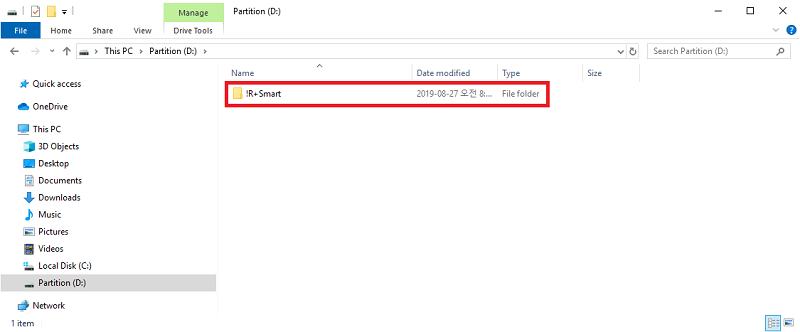 Manage Partition (D:)
File Home Share View Drive Tools
This PC Partition (D:) Search Partition (D:)
Name Date modified Type Size
!R+Smart 2019-08-27 오전 8:... File folder
Quick access
OneDrive
This PC
3D Objects
Desktop
Documents
Downloads
Music
Pictures
Videos
Local Disk (C:)
Partition (D:)
Network
1 item